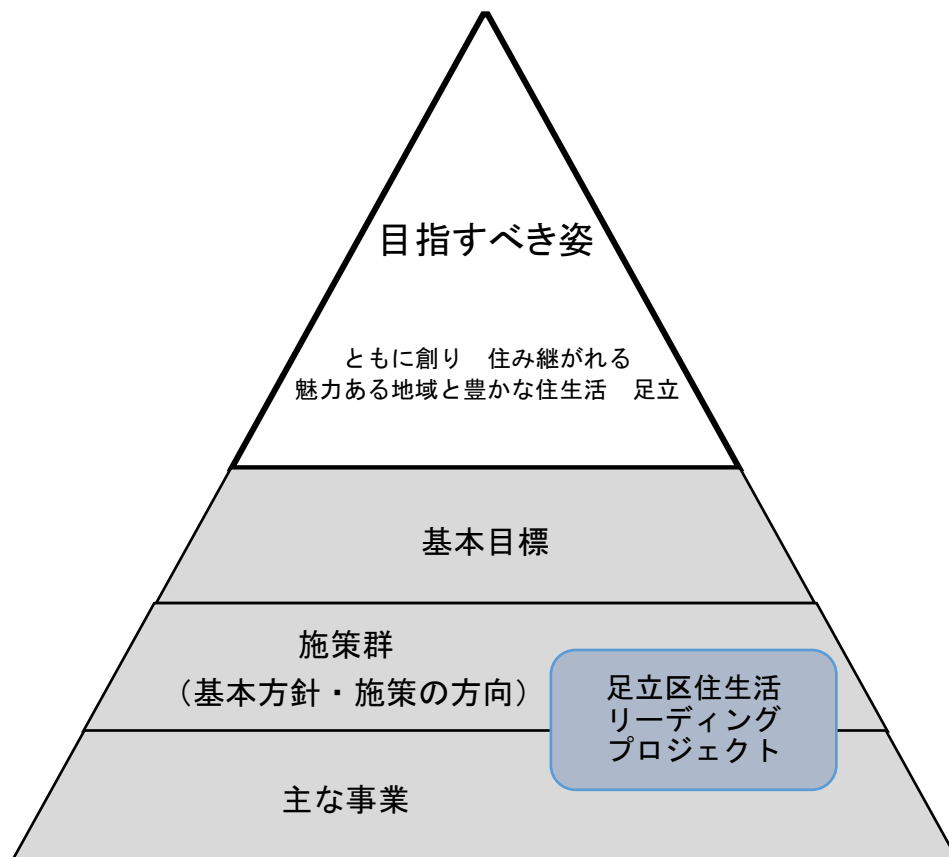 目指すべき姿
ともに創り　住み継がれる
魅力ある地域と豊かな住生活　足立
基本目標
施策群
（基本方針・施策の方向）
足立区住生活
リーディング
プロジェクト
主な事業